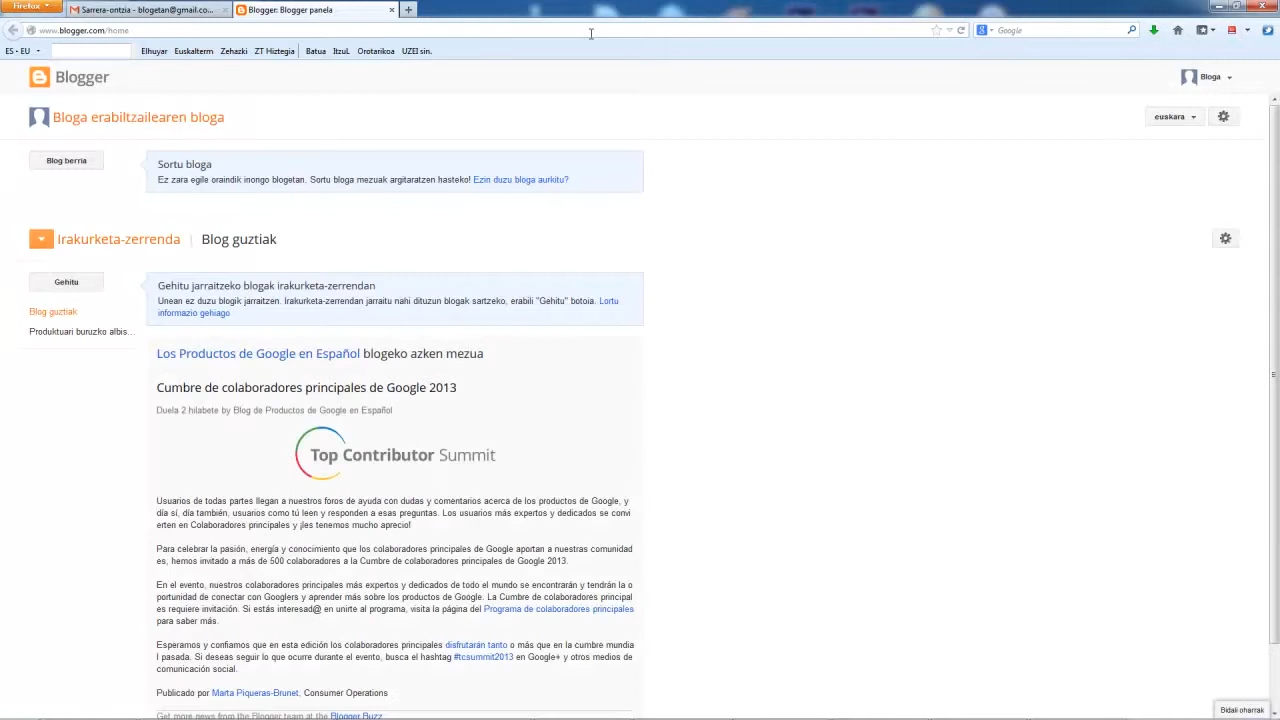 Firefox
Sarrera-ontzia - blogetan@gmail.co...
Blogger: Blogger panela
www.blogger.com/home
Google
ES - EU
Elhuyar Euskalterm Zehazki ZT Hiztegia Batua ItzuL Orotarikoa UZEI sin.
Blogger
Bloga
Bloga erabiltzailearen bloga
euskara
Blog berria
Sortu bloga
Ez zara egile oraindik inongo blogetan. Sortu bloga mezuak argitaratzen hasteko! Ezin duzu bloga aurkitu?
Irakurketa-zerrenda | Blog guztiak
Gehitu
Gehitu jarraitzeko blogak irakurketa-zerrendan
Unean ez duzu blogik jarraitzen. Irakurketa-zerrendan jarraitu nahi dituzun blogak sartzeko, erabili "Gehitu" botoia. Lortu
informazio gehiago
Blog guztiak
Produktuari buruzko albis...
Los Productos de Google en Español blogeko azken mezua
Cumbre de colaboradores principales de Google 2013
Duela 2 hilabete by Blog de Productos de Google en Español
Top Contributor Summit
Usuarios de todas partes llegan a nuestros foros de ayuda con dudas y comentarios acerca de los productos de Google, y
día sí, día también, usuarios como tú leen y responden a esas preguntas. Los usuarios más expertos y dedicados se convi
erten en Colaboradores principales y ¡les tenemos mucho aprecio!
Para celebrar la pasión, energía y conocimiento que los colaboradores principales de Google aportan a nuestras comunidad
es, hemos invitado a más de 500 colaboradores a la Cumbre de colaboradores principales de Google 2013.
En el evento, nuestros colaboradores principales más expertos y dedicados de todo el mundo se encontrarán y tendrán la o
portunidad de conectar con Googlers y aprender más sobre los productos de Google. La Cumbre de colaboradores principal
es requiere invitación. Si estás interesad@ en unirte al programa, visita la página del Programa de colaboradores principales
para saber más.
Esperamos y confiamos que en esta edición los colaboradores principales disfrutarán tanto o más que en la cumbre mundia
l pasada. Si deseas seguir lo que ocurre durante el evento, busca el hashtag #tcsummit2013 en Google+ y otros medios de
comunicación social.
Publicado por Marta Piqueras-Brunet, Consumer Operations
Get more news from the Blogger team at the Blogger Buzz
Bidali oharrak